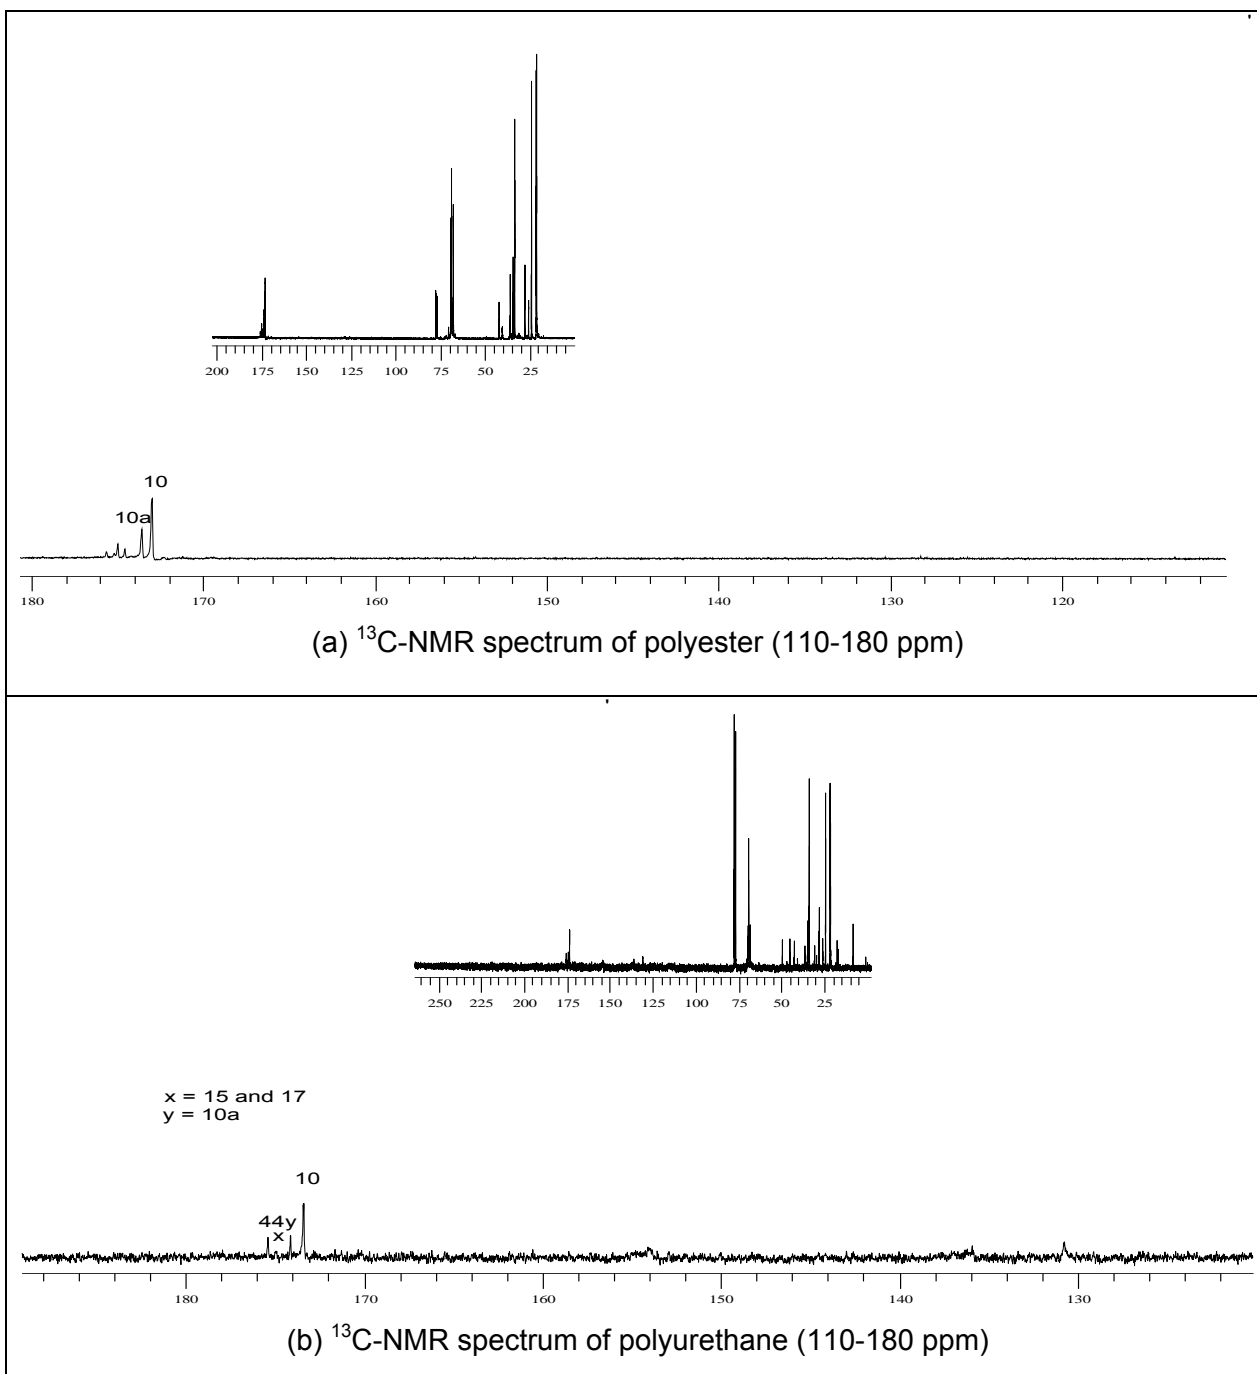 200 175 150 125 100 75 50 25
10
10a
180 170 160 150 140 130 120
(a) ¹³C-NMR spectrum of polyester (110-180 ppm)
250 225 200 175 150 125 100 75 50 25
x = 15 and 17
y = 10a
10
44y
x
180 170 160 150 140 130
(b) ¹³C-NMR spectrum of polyurethane (110-180 ppm)